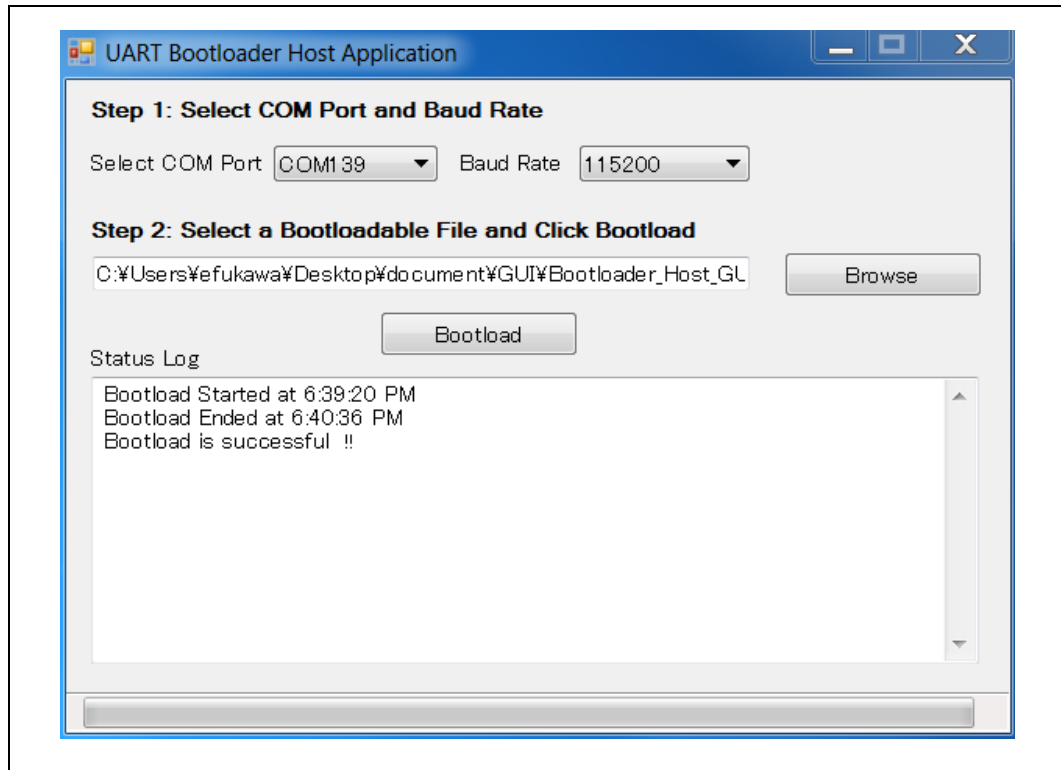 UART Bootloader Host Application
Step 1: Select COM Port and Baud Rate
Select COM Port COM139 Baud Rate 115200
Step 2: Select a Bootloadable File and Click Bootload
C:¥Users¥efukawa¥Desktop¥document¥GUI¥Bootloader_Host_GU Browse
Bootload
Status Log
Bootload Started at 6:39:20 PM
Bootload Ended at 6:40:36 PM
Bootload is successful !!